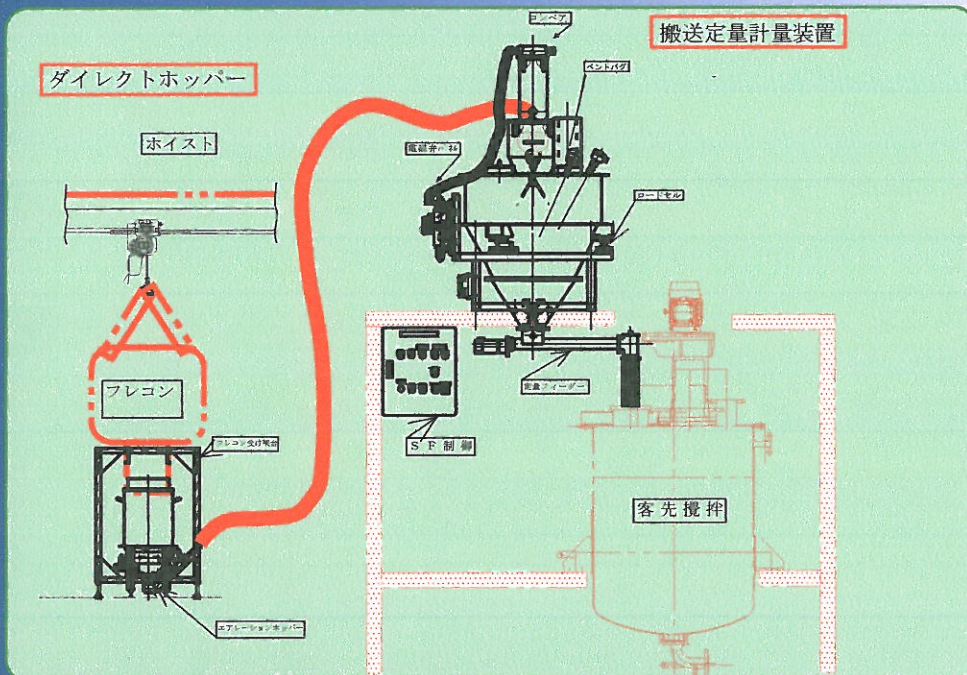 搬送定量計量装置
ダイレクトホッパー
ホイスト
フレコン
フレコン受け架台
エアレーションホッパー
コンベア
ベントバグ
ロードセル
定量フィーダー
SF制御
客先攪拌